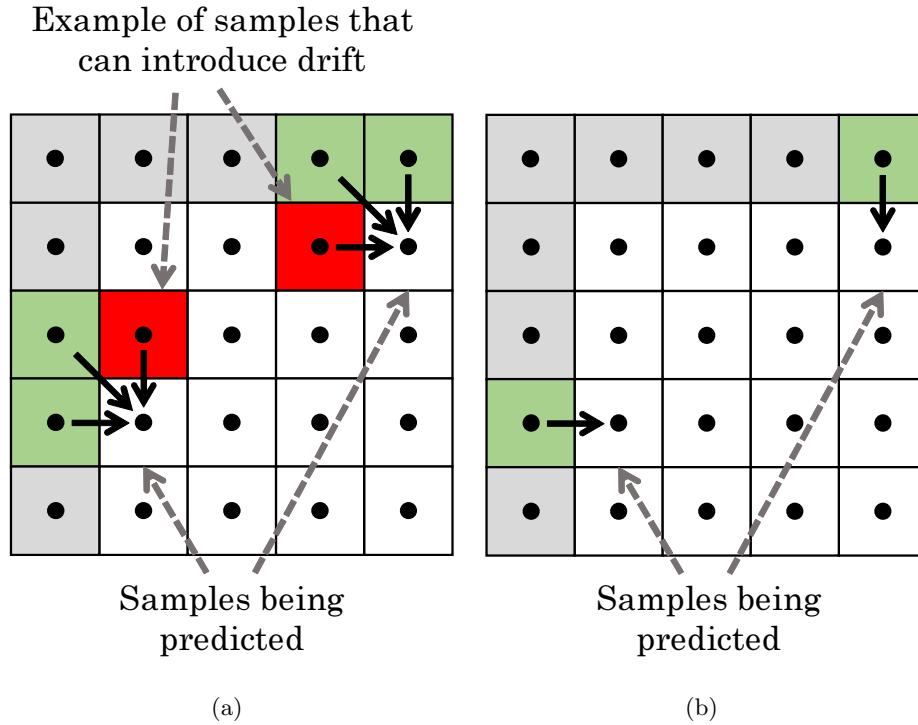 Example of samples that
can introduce drift
Samples being
predicted
Samples being
predicted
(a)
(b)